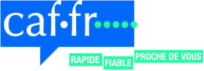 caf.fr
RAPIDE FIABLE PROCHE DE VOUS